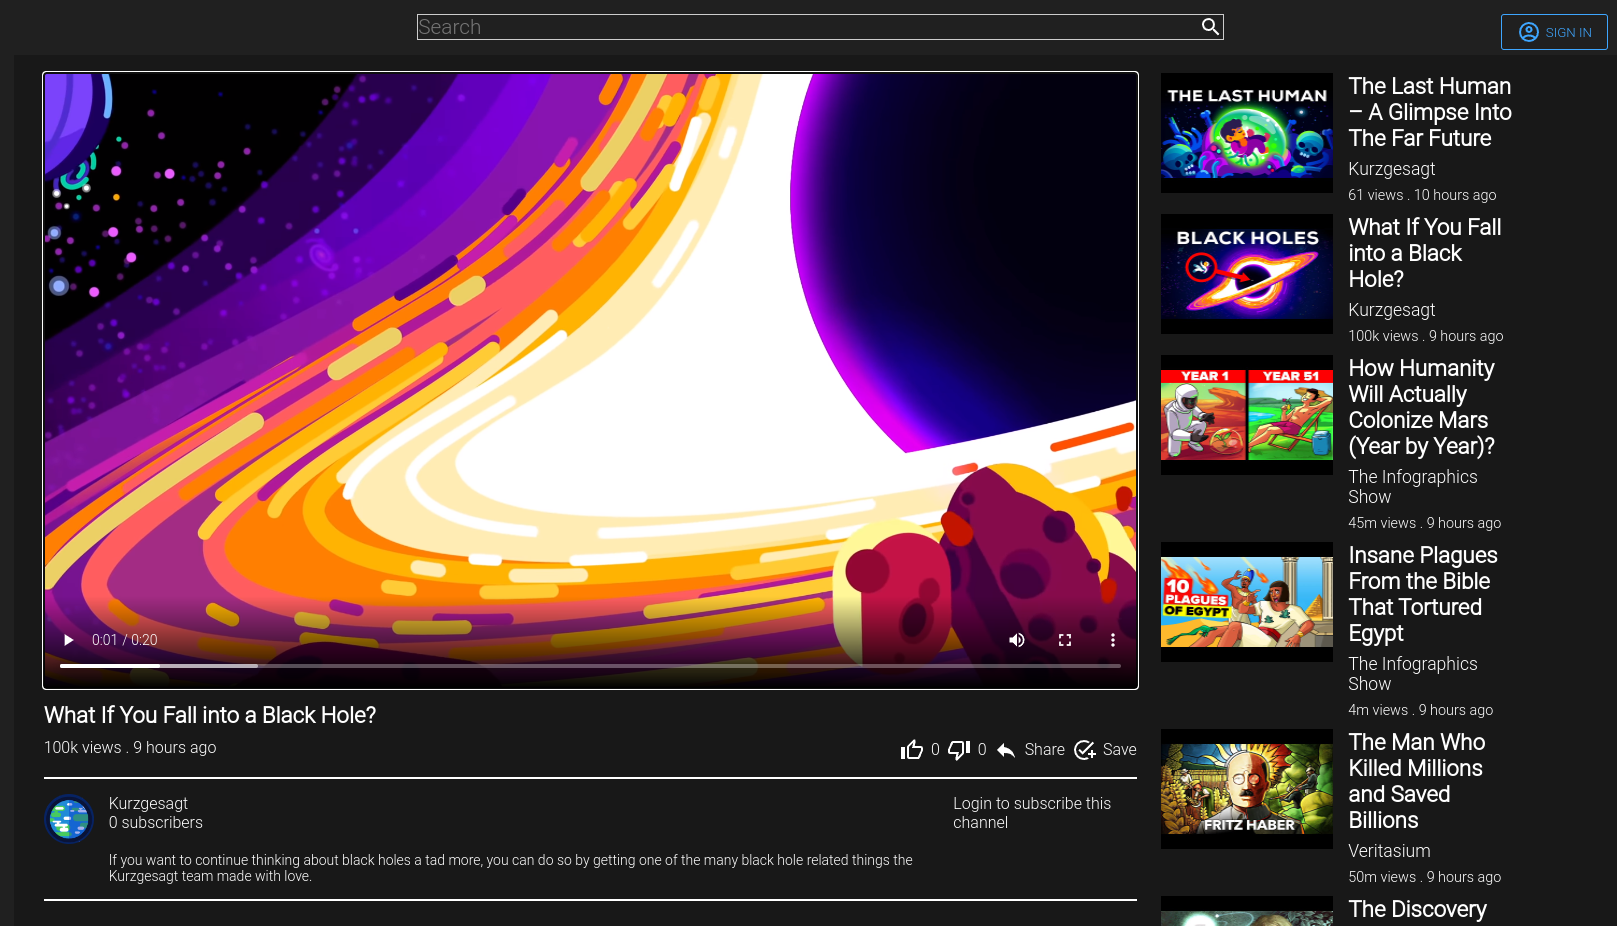 Search
SIGN IN
0:01 / 0:20
What If You Fall into a Black Hole?
100k views . 9 hours ago
0
0
Share
Save
Kurzgesagt
0 subscribers
Login to subscribe this
channel
If you want to continue thinking about black holes a tad more, you can do so by getting one of the many black hole related things the
Kurzgesagt team made with love.
THE LAST HUMAN
The Last Human
– A Glimpse Into
The Far Future
Kurzgesagt
61 views . 10 hours ago
BLACK HOLES
What If You Fall
into a Black
Hole?
Kurzgesagt
100k views . 9 hours ago
YEAR 1
YEAR 51
How Humanity
Will Actually
Colonize Mars
(Year by Year)?
The Infographics
Show
45m views . 9 hours ago
10
PLAGUES
OF EGYPT
Insane Plagues
From the Bible
That Tortured
Egypt
The Infographics
Show
4m views . 9 hours ago
FRITZ HABER
The Man Who
Killed Millions
and Saved
Billions
Veritasium
50m views . 9 hours ago
The Discovery